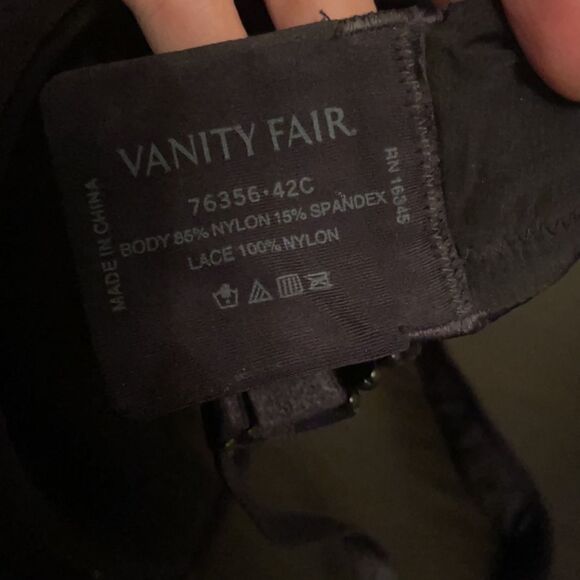 VANITY FAIR
76356•42C
BODY 85% NYLON 15% SPANDEX
LACE 100% NYLON
MADE IN CHINA
RN 16345